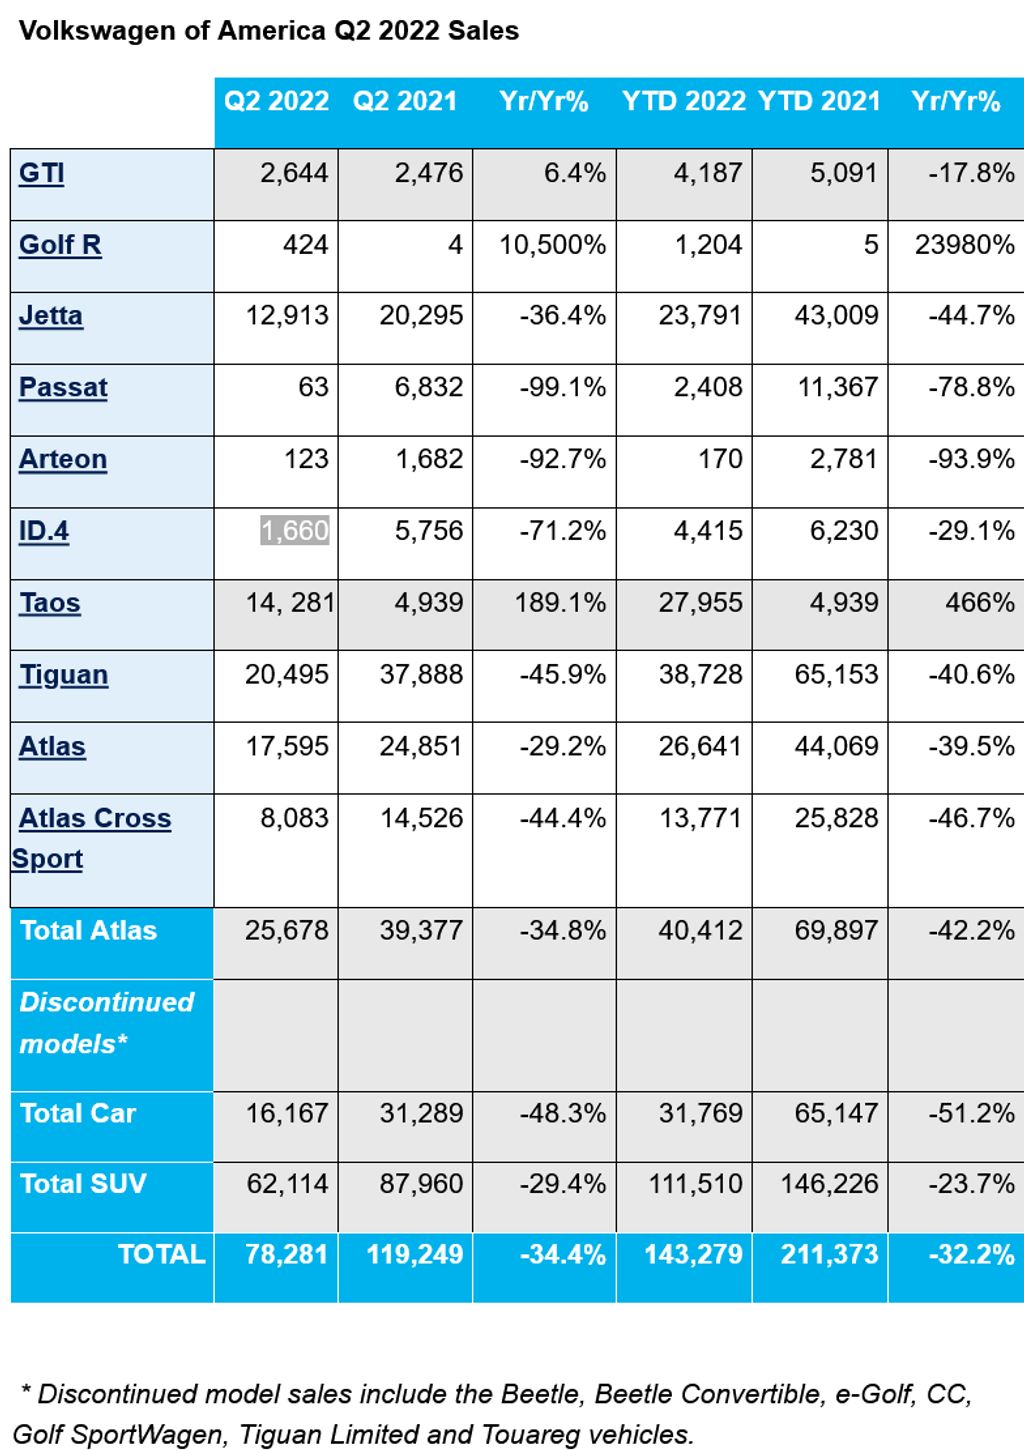 Volkswagen of America Q2 2022 Sales
Q2 2022 Q2 2021 Yr/Yr% YTD 2022 YTD 2021 Yr/Yr%
GTI 2,644 2,476 6.4% 4,187 5,091 -17.8%
Golf R 424 4 10,500% 1,204 5 23980%
Jetta 12,913 20,295 -36.4% 23,791 43,009 -44.7%
Passat 63 6,832 -99.1% 2,408 11,367 -78.8%
Arteon 123 1,682 -92.7% 170 2,781 -93.9%
ID.4 1,660 5,756 -71.2% 4,415 6,230 -29.1%
Taos 14, 281 4,939 189.1% 27,955 4,939 466%
Tiguan 20,495 37,888 -45.9% 38,728 65,153 -40.6%
Atlas 17,595 24,851 -29.2% 26,641 44,069 -39.5%
Atlas Cross 8,083 14,526 -44.4% 13,771 25,828 -46.7%
Sport
Total Atlas 25,678 39,377 -34.8% 40,412 69,897 -42.2%
Discontinued
models*
Total Car 16,167 31,289 -48.3% 31,769 65,147 -51.2%
Total SUV 62,114 87,960 -29.4% 111,510 146,226 -23.7%
TOTAL 78,281 119,249 -34.4% 143,279 211,373 -32.2%
* Discontinued model sales include the Beetle, Beetle Convertible, e-Golf, CC,
Golf SportWagen, Tiguan Limited and Touareg vehicles.